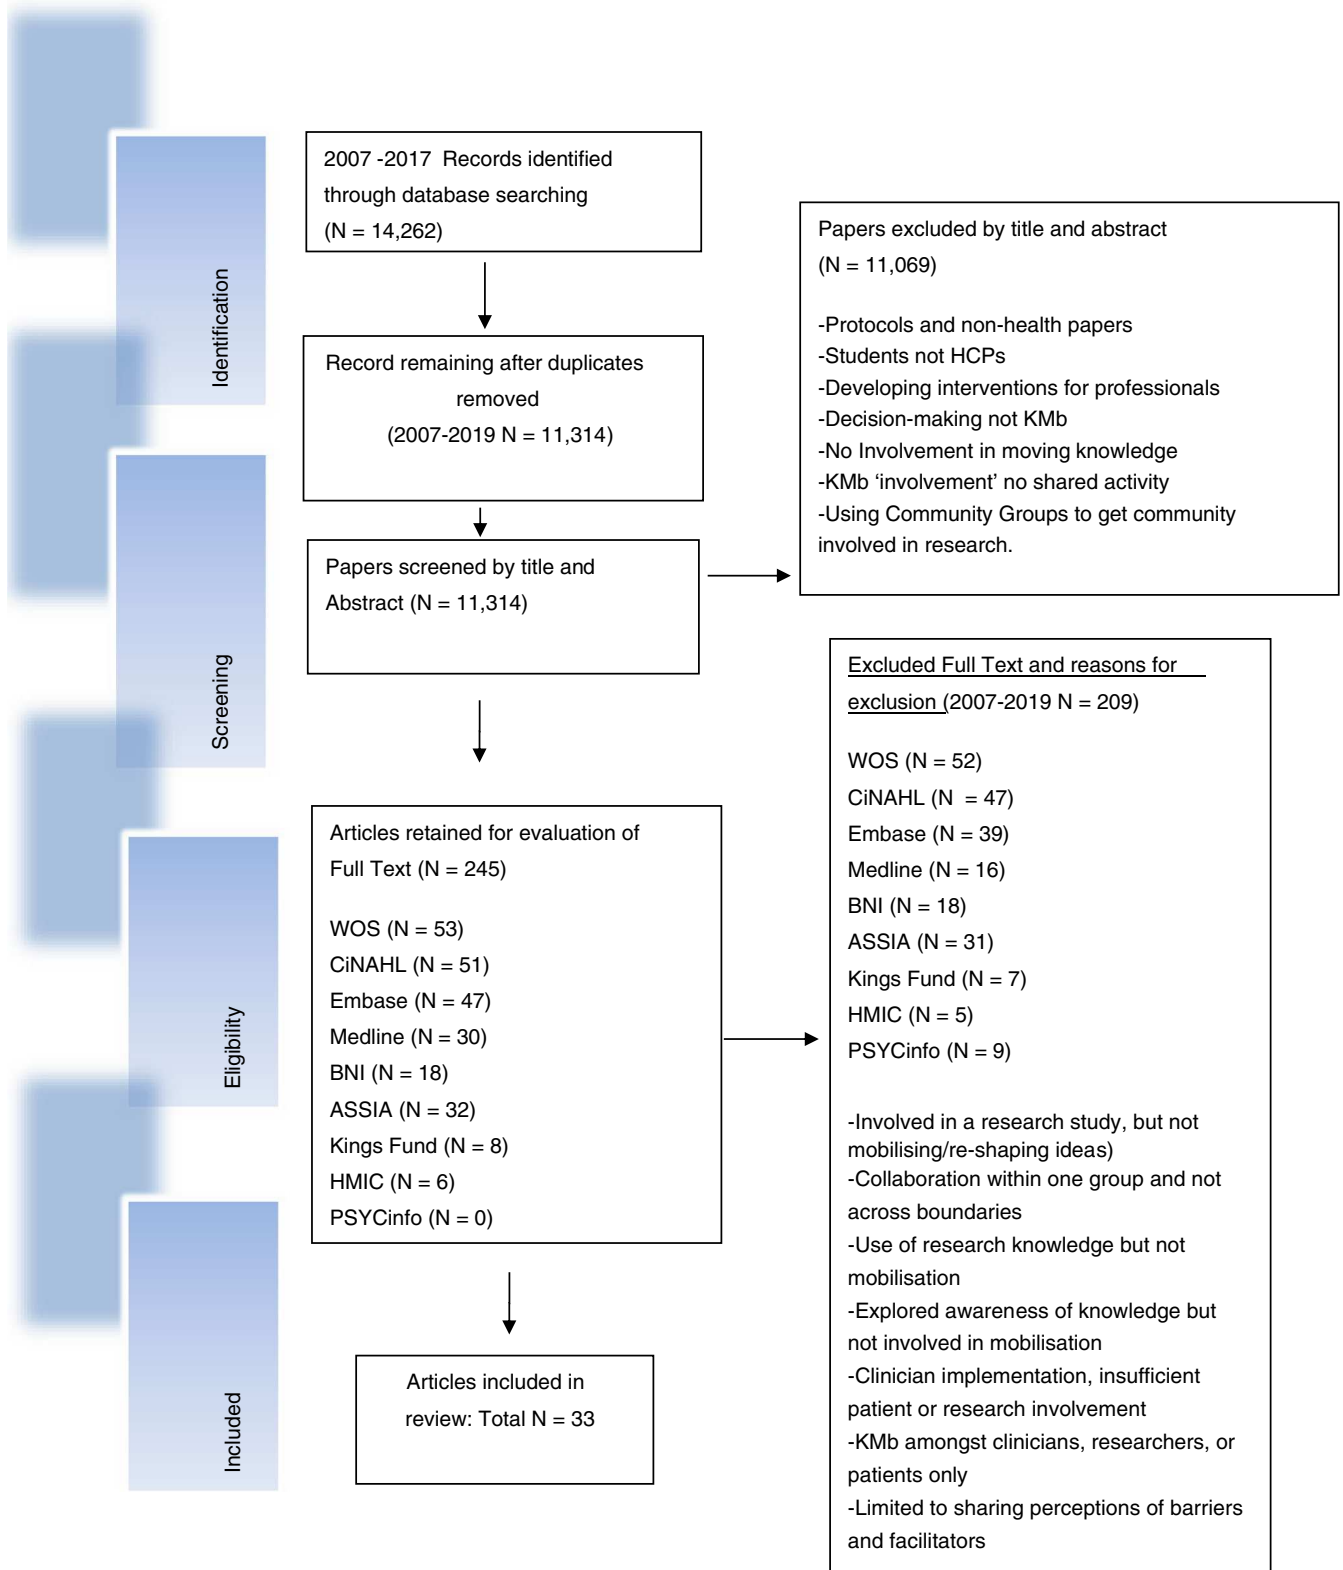 2007 -2017 Records identified
through database searching
(N = 14,262)
Record remaining after duplicates
removed
(2007-2019 N = 11,314)
Identification
Papers screened by title and
Abstract (N = 11,314)
Papers excluded by title and abstract
(N = 11,069)
-Protocols and non-health papers
-Students not HCPs
-Developing interventions for professionals
-Decision-making not KMb
-No Involvement in moving knowledge
-KMb ‘involvement’ no shared activity
-Using Community Groups to get community
involved in research.
Screening
Articles retained for evaluation of
Full Text (N = 245)
WOS (N = 53)
CiNAHL (N = 51)
Embase (N = 47)
Medline (N = 30)
BNI (N = 18)
ASSIA (N = 32)
Kings Fund (N = 8)
HMIC (N = 6)
PSYCinfo (N = 0)
Eligibility
Excluded Full Text and reasons for
exclusion (2007-2019 N = 209)
WOS (N = 52)
CiNAHL (N = 47)
Embase (N = 39)
Medline (N = 16)
BNI (N = 18)
ASSIA (N = 31)
Kings Fund (N = 7)
HMIC (N = 5)
PSYCinfo (N = 9)
-Involved in a research study, but not
mobilising/re-shaping ideas)
-Collaboration within one group and not
across boundaries
-Use of research knowledge but not
mobilisation
-Explored awareness of knowledge but
not involved in mobilisation
-Clinician implementation, insufficient
patient or research involvement
-KMb amongst clinicians, researchers, or
patients only
-Limited to sharing perceptions of barriers
and facilitators
Articles included in
review: Total N = 33
Included